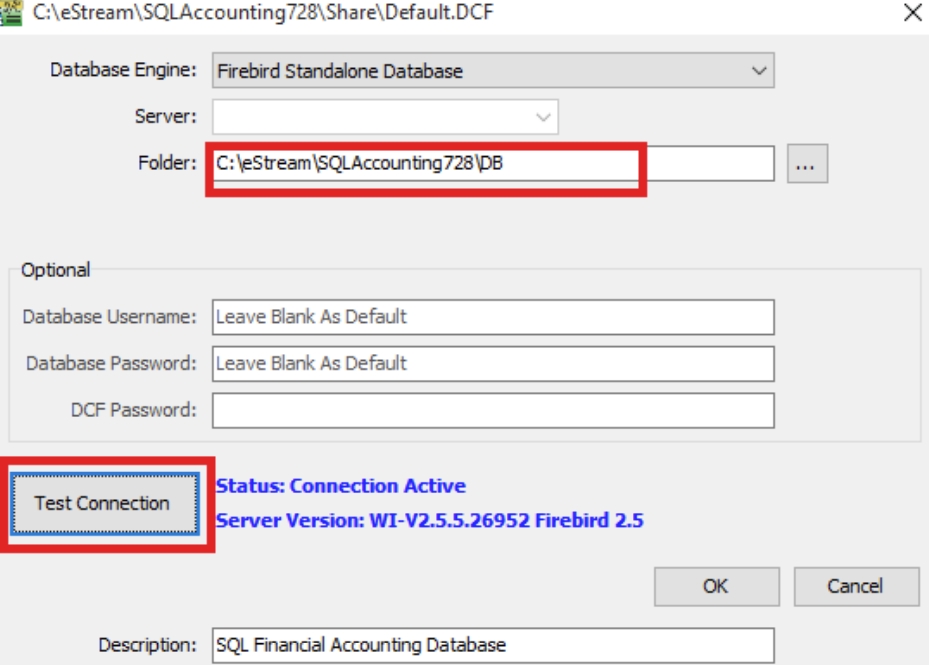 C:\eStream\SQLAccounting728\Share\Default.DCF
Database Engine: Firebird Standalone Database
Server:
Folder: C:\eStream\SQLAccounting728\DB ...
Optional
Database Username: Leave Blank As Default
Database Password: Leave Blank As Default
DCF Password:
Test Connection
Status: Connection Active
Server Version: WI-V2.5.5.26952 Firebird 2.5
OK Cancel
Description: SQL Financial Accounting Database